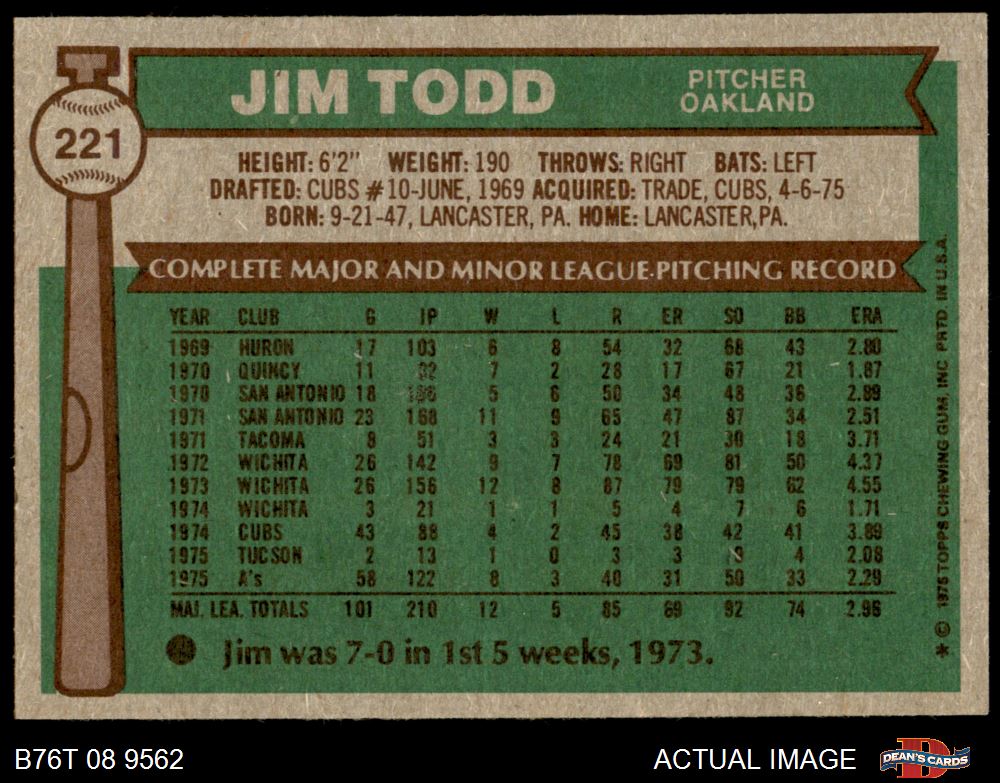 JIM TODD
PITCHER
OAKLAND
221
HEIGHT: 6'2" WEIGHT: 190 THROWS: RIGHT BATS: LEFT
DRAFTED: CUBS #10-JUNE, 1969 ACQUIRED: TRADE, CUBS, 4-6-75
BORN: 9-21-47, LANCASTER, PA. HOME: LANCASTER,PA.
COMPLETE MAJOR AND MINOR LEAGUE PITCHING RECORD
YEAR CLUB G IP W L R ER SO BB ERA
1969 HURON 17 103 6 8 54 32 68 43 2.80
1970 QUINCY 11 7 2 28 17 67 21 1.87
1970 SAN ANTONIO 18 5 6 50 34 48 36 2.89
1971 SAN ANTONIO 23 168 11 9 65 47 87 34 2.51
1971 TACOMA 9 51 3 3 24 21 30 18 3.71
1972 WICHITA 26 142 9 7 78 69 81 50 4.37
1973 WICHITA 26 156 12 8 87 79 79 62 4.55
1974 WICHITA 3 21 1 1 5 4 7 6 1.71
1974 CUBS 43 88 4 2 45 38 42 41 3.89
1975 TUCSON 2 13 1 0 3 3 9 4 2.08
1975 A's 58 122 8 3 40 31 50 33 2.29
MAJ. LEA. TOTALS 101 210 12 5 85 69 92 74 2.96
Jim was 7-0 in 1st 5 weeks, 1973.
* © 1975 TOPPS CHEWING GUM, INC PRTD. IN U.S.A.
B76T 08 9562
ACTUAL IMAGE
DEAN'S CARDS